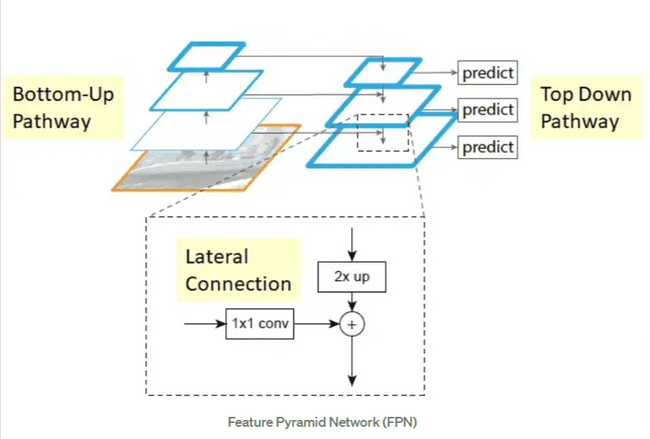 Bottom-Up
Pathway
predict
predict
predict
Top Down
Pathway
Lateral
Connection
2x up
1x1 conv
+
Feature Pyramid Network (FPN)